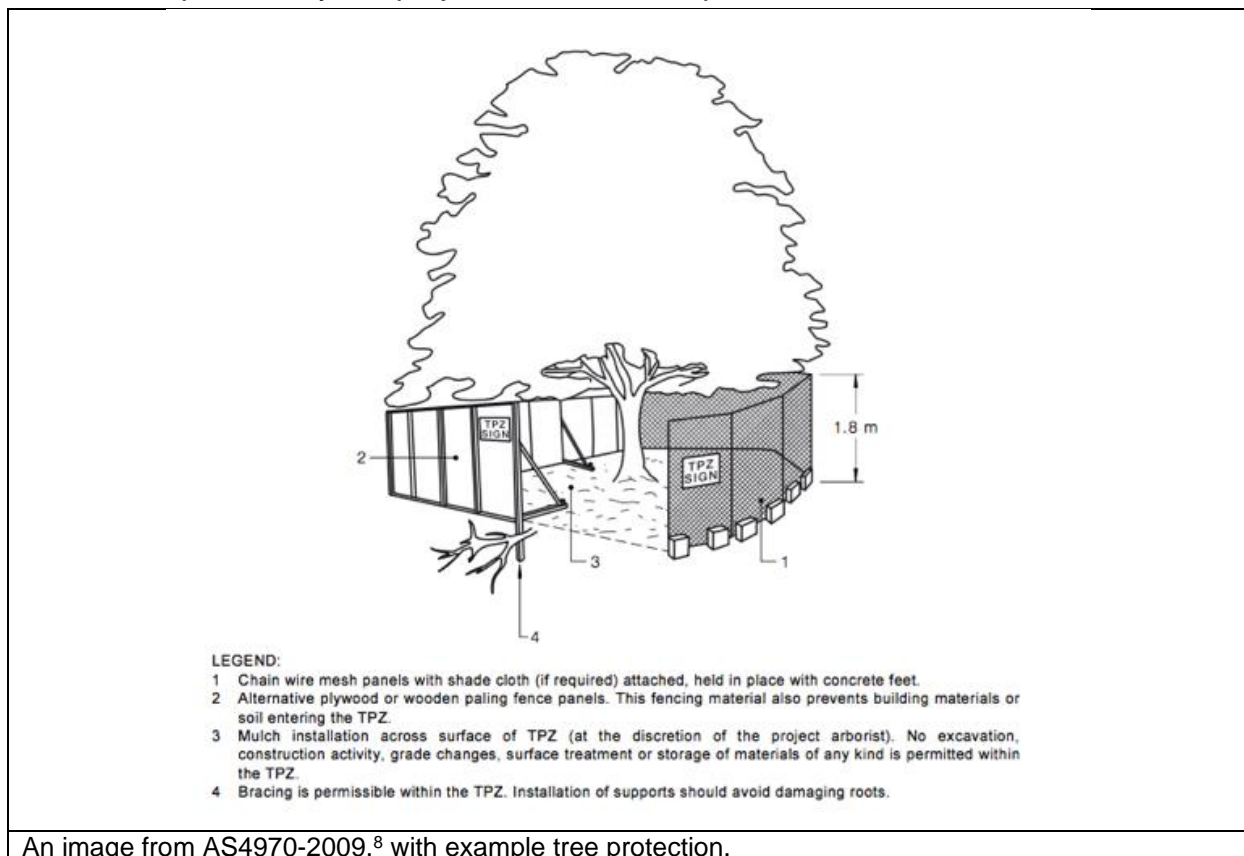 TPZ
SIGN
TPZ
SIGN
1.8 m
2
3
1
4
LEGEND:
1 Chain wire mesh panels with shade cloth (if required) attached, held in place with concrete feet.
2 Alternative plywood or wooden paling fence panels. This fencing material also prevents building materials or
soil entering the TPZ.
3 Mulch installation across surface of TPZ (at the discretion of the project arborist). No excavation,
construction activity, grade changes, surface treatment or storage of materials of any kind is permitted within
the TPZ.
4 Bracing is permissible within the TPZ. Installation of supports should avoid damaging roots.
An image from AS4970-2009,⁸ with example tree protection.